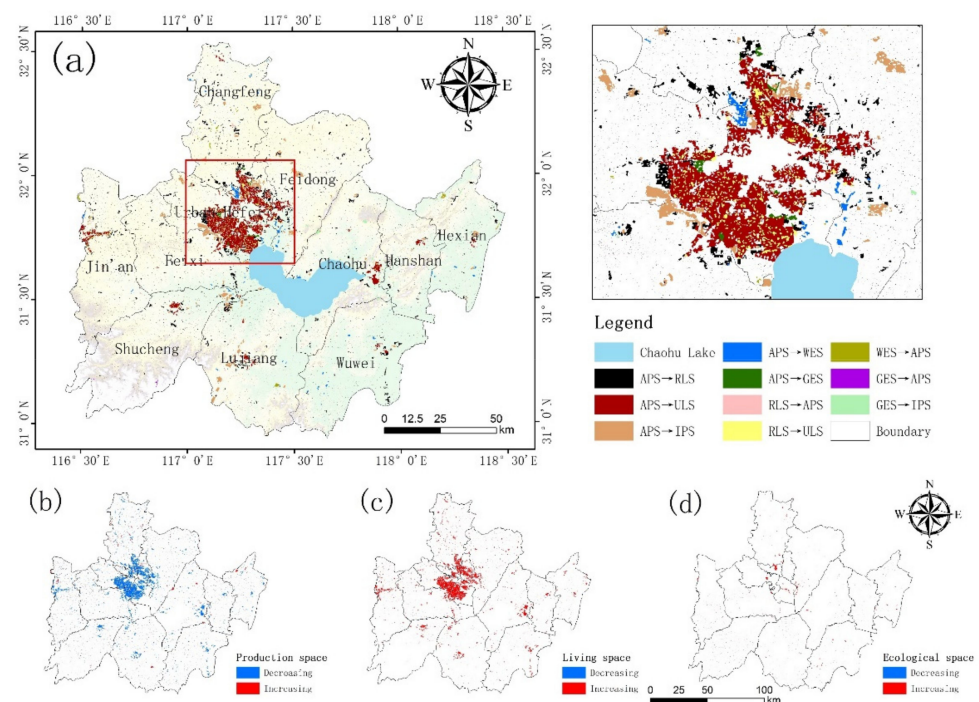 116°30′E 117°0′E 117°30′E 118°0′E 118°30′E
(a)
N
W E
S
32°30′N
32°0′N
31°30′N
31°0′N
32°30′N
32°0′N
31°30′N
31°0′N
Changfeng
Feidong
Urban Hefei
Hexian
Jin'an
Feixi
Chaohu
Hanshan
Shucheng
Lujiang
Wuwei
0 12.5 25 50
km
116°30′E 117°0′E 117°30′E 118°0′E 118°30′E
Legend
Chaohu Lake APS→WES WES→APS
APS→RLS APS→GES GES→APS
APS→ULS RLS→APS GES→IPS
APS→IPS RLS→ULS Boundary
(b)
Production space
Decreasing
Increasing
(c)
Living space
Decreasing
Increasing
(d)
N
W E
S
Ecological space
Decreasing
Increasing
0 25 50 100
km